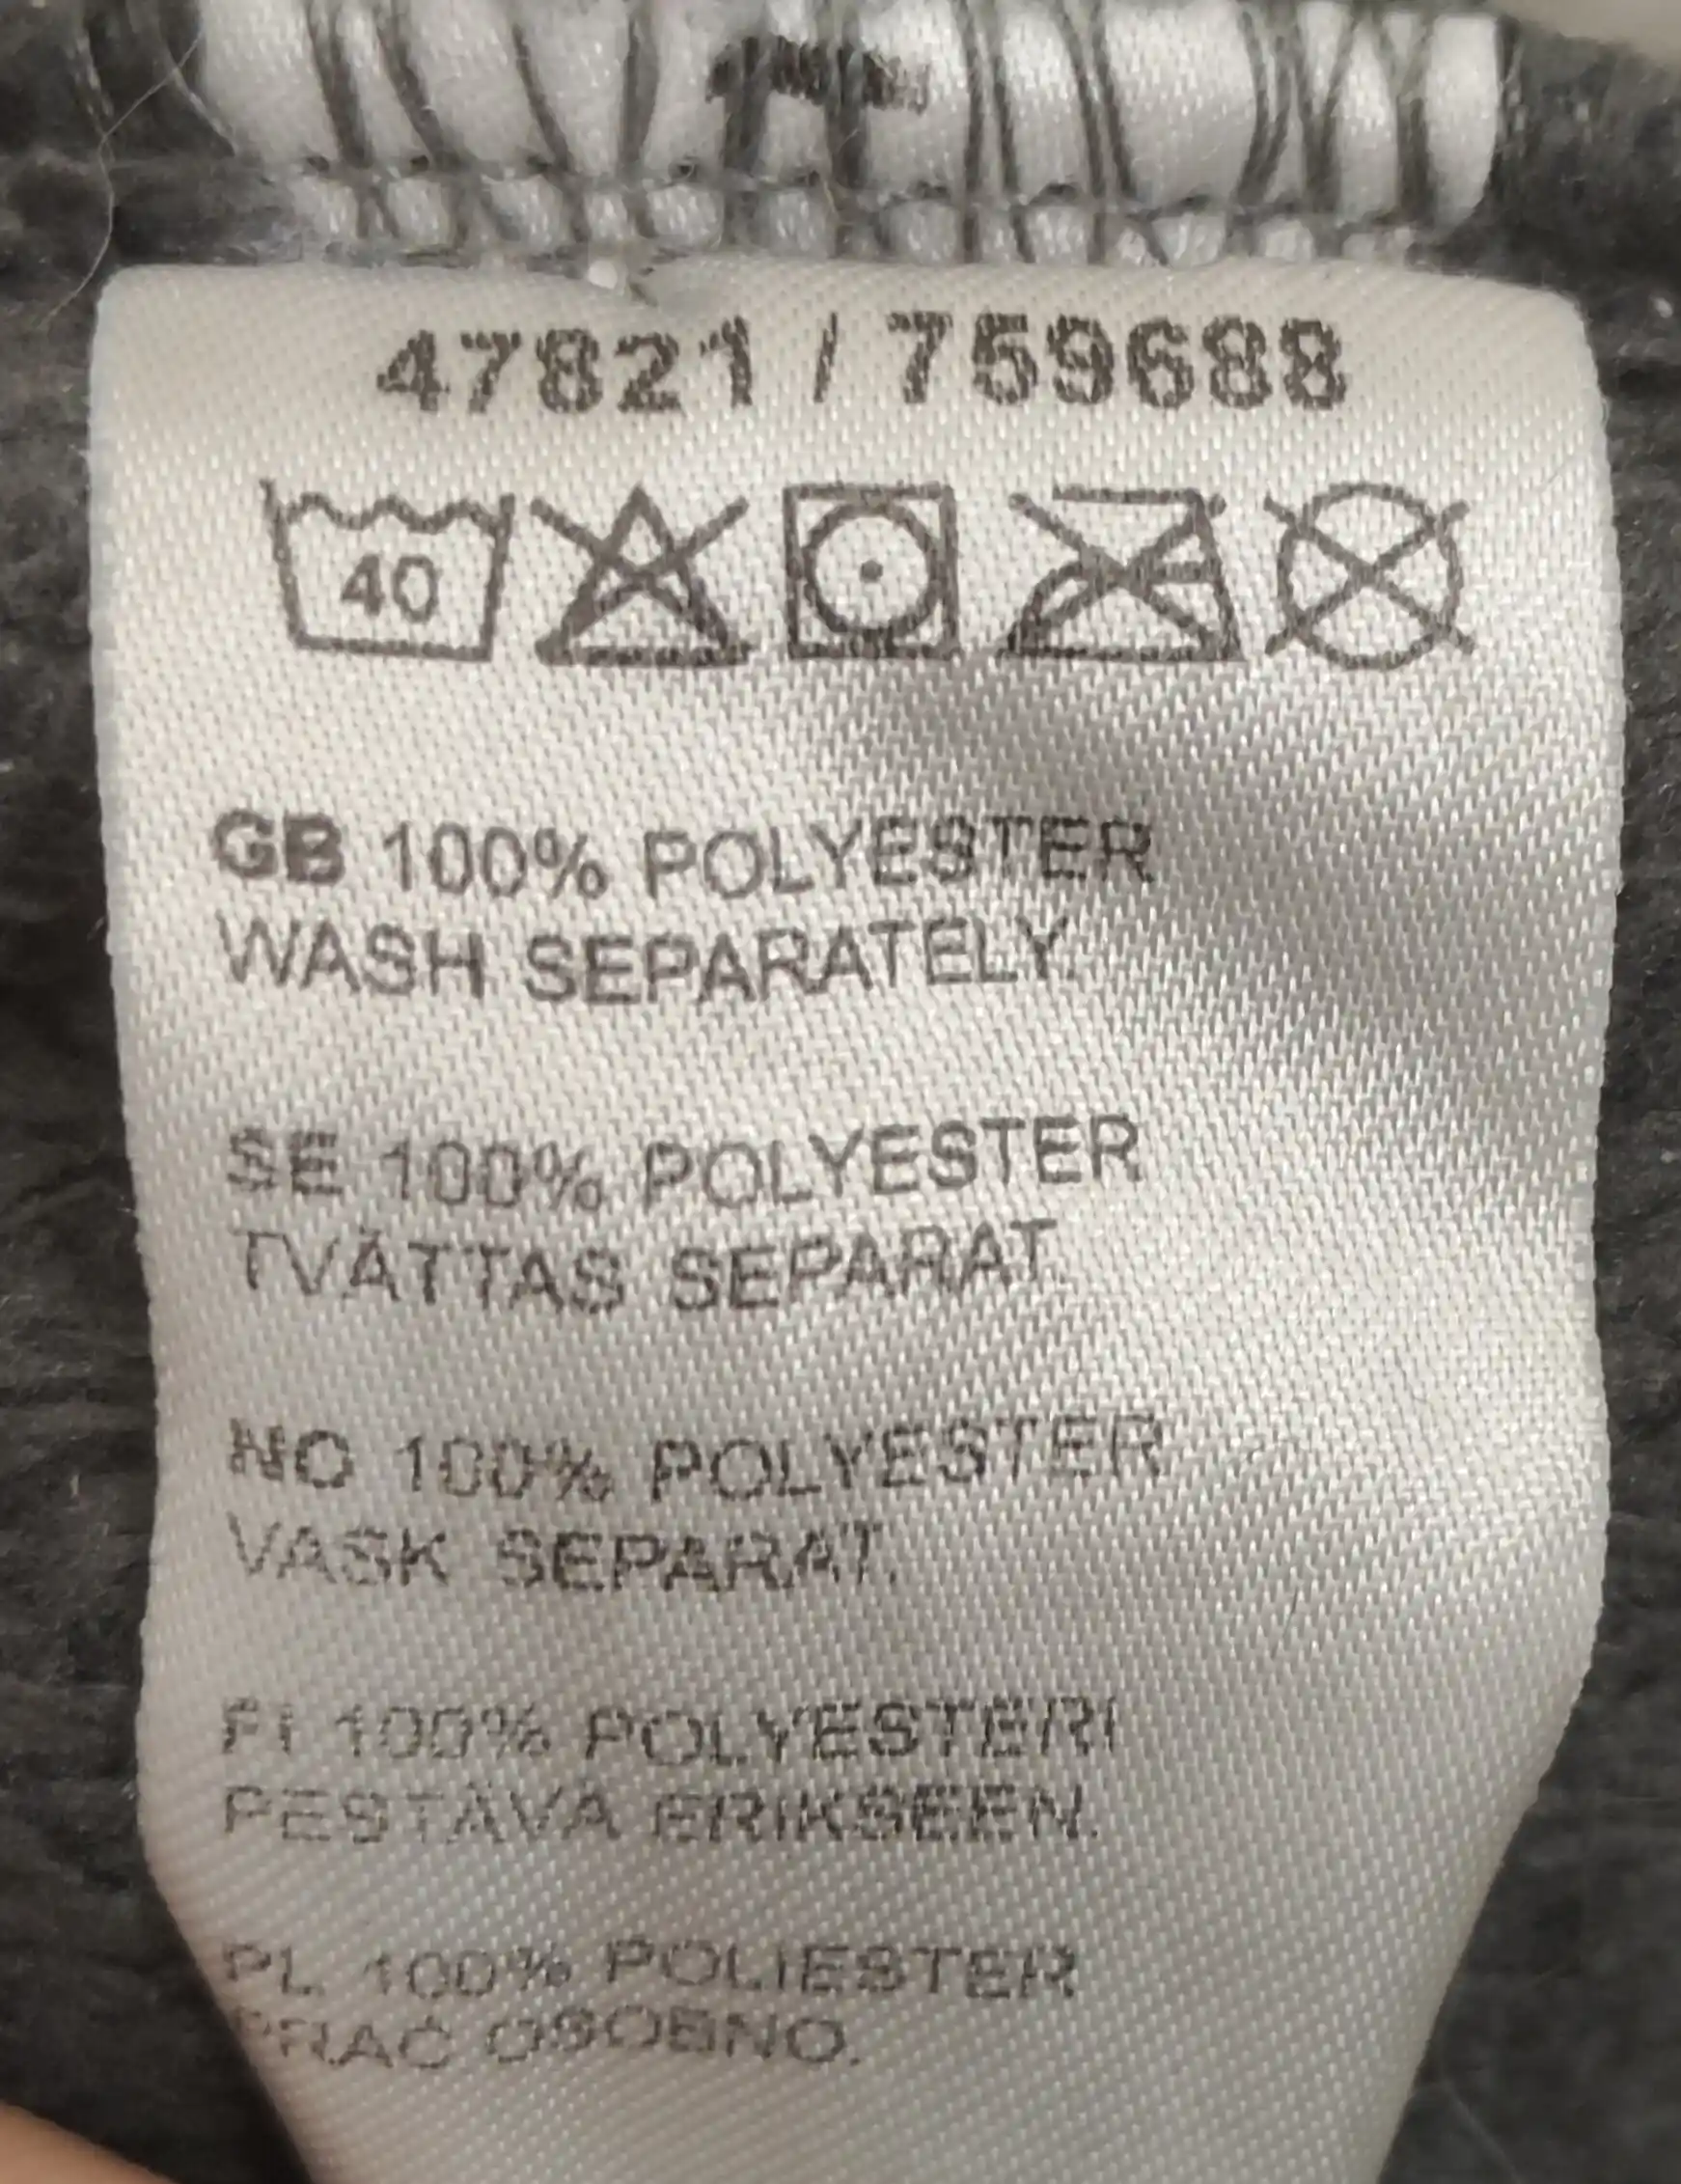 47821 / 759688
40
GB 100% POLYESTER
WASH SEPARATELY.
SE 100% POLYESTER
TVÄTTAS SEPARAT.
NO 100% POLYESTER
VASK SEPARAT.
FI 100% POLYESTERI
PESTÄVÄ ERIKSEEN.
PL 100% POLIESTER
PRAĆ OSOBNO.